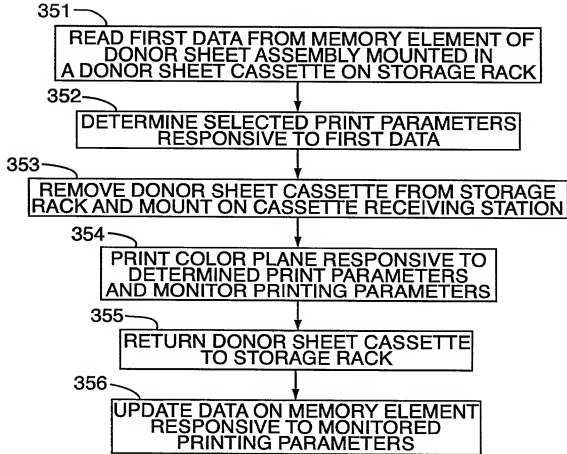 351
READ FIRST DATA FROM MEMORY ELEMENT OF
DONOR SHEET ASSEMBLY MOUNTED IN
A DONOR SHEET CASSETTE ON STORAGE RACK
352
DETERMINE SELECTED PRINT PARAMETERS
RESPONSIVE TO FIRST DATA
353
REMOVE DONOR SHEET CASSETTE FROM STORAGE
RACK AND MOUNT ON CASSETTE RECEIVING STATION
354
PRINT COLOR PLANE RESPONSIVE TO
DETERMINED PRINT PARAMETERS
AND MONITOR PRINTING PARAMETERS
355
RETURN DONOR SHEET CASSETTE
TO STORAGE RACK
356
UPDATE DATA ON MEMORY ELEMENT
RESPONSIVE TO MONITORED
PRINTING PARAMETERS